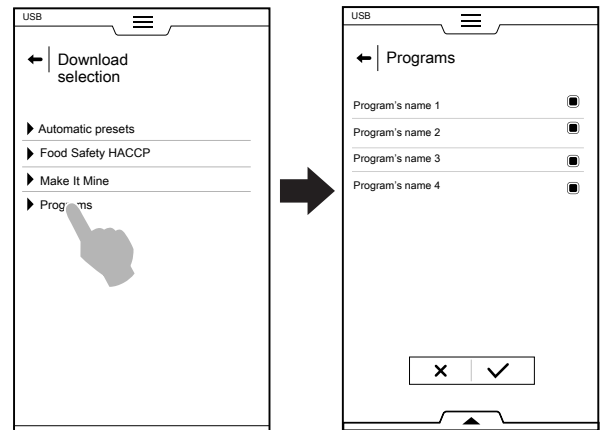 USB
Download
selection
Automatic presets
Food Safety HACCP
Make It Mine
Programs
USB
Programs
Program's name 1
Program's name 2
Program's name 3
Program's name 4